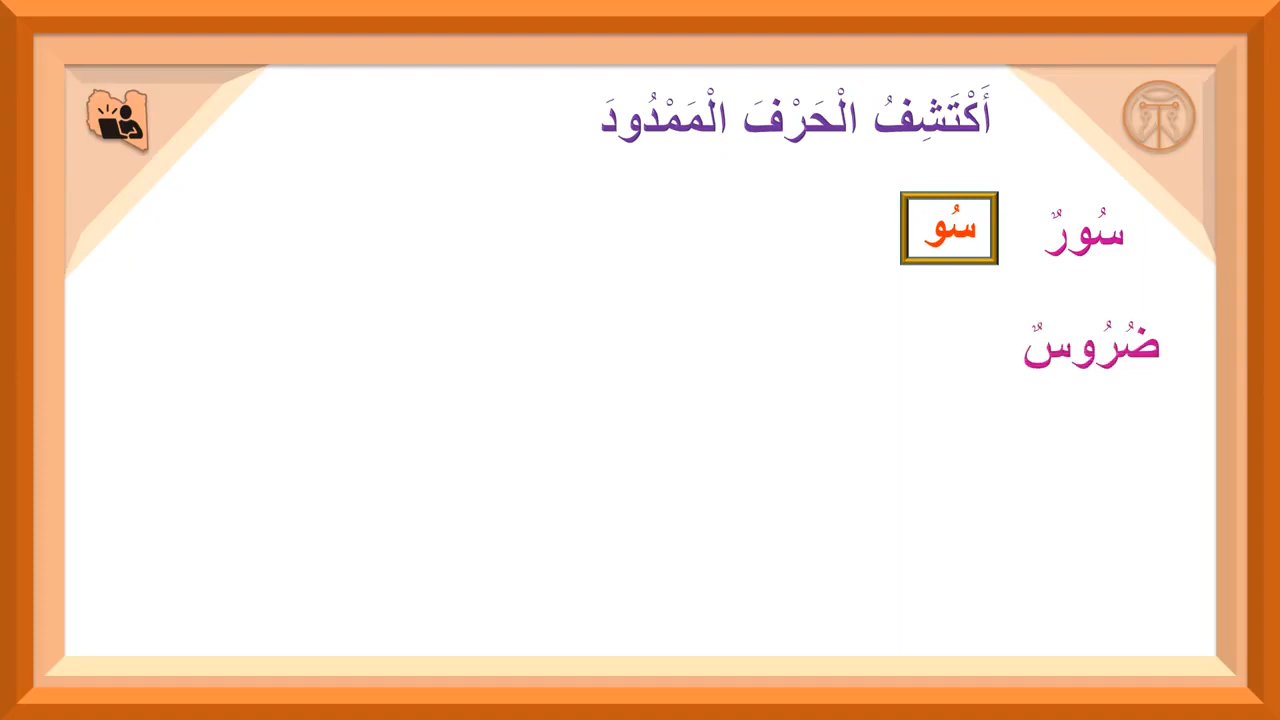 أَكْتَشِفُ الْحَرْفَ الْمَمْدُودَ
سُورٌ سُو
ضُرُوسٌ